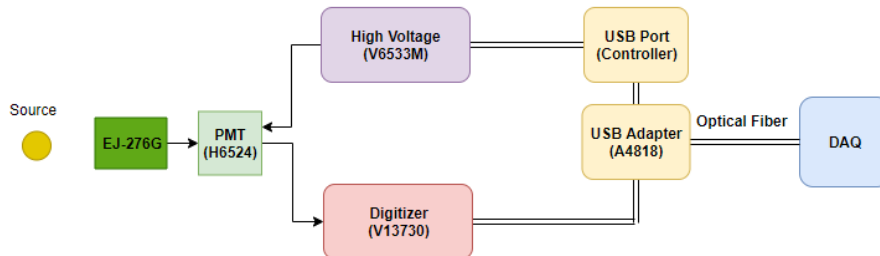 High Voltage
(V6533M)
USB Port
(Controller)
Source
EJ-276G
PMT
(H6524)
USB Adapter
(A4818)
Optical Fiber
DAQ
Digitizer
(V13730)